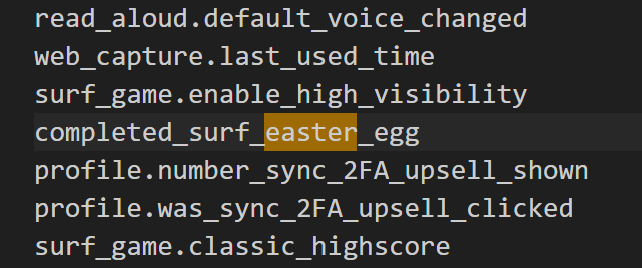 read_aloud.default_voice_changed
web_capture.last_used_time
surf_game.enable_high_visibility
completed_surf_easter_egg
profile.number_sync_2FA_upsell_shown
profile.was_sync_2FA_upsell_clicked
surf_game.classic_highscore